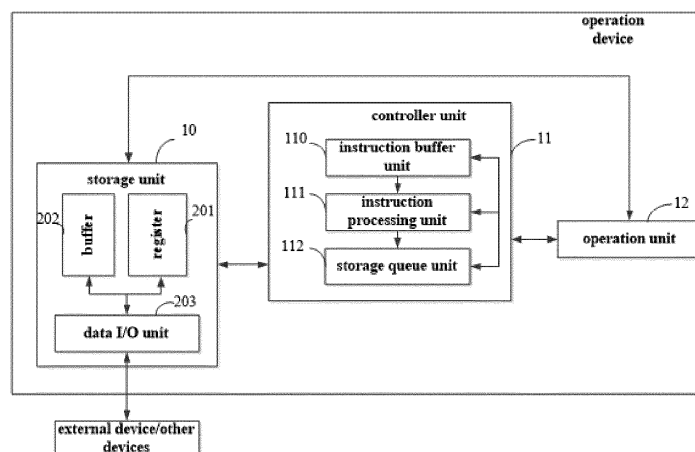 operation
device
controller unit
10
110
instruction buffer
unit
11
storage unit
202
buffer
register
201
111
instruction
processing unit
12
112
storage queue unit
operation unit
203
data I/O unit
external device/other
devices